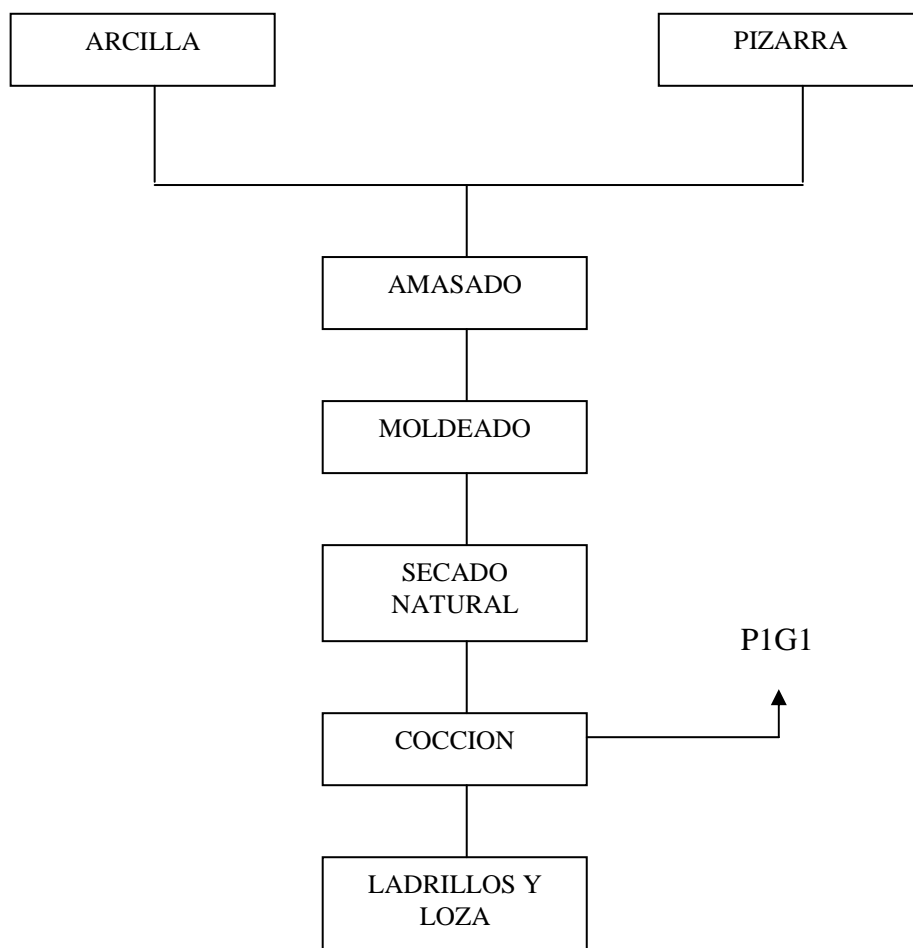 ARCILLA
PIZARRA
AMASADO
MOLDEADO
SECADO
NATURAL
P1G1
COCCION
LADRILLOS Y
LOZA